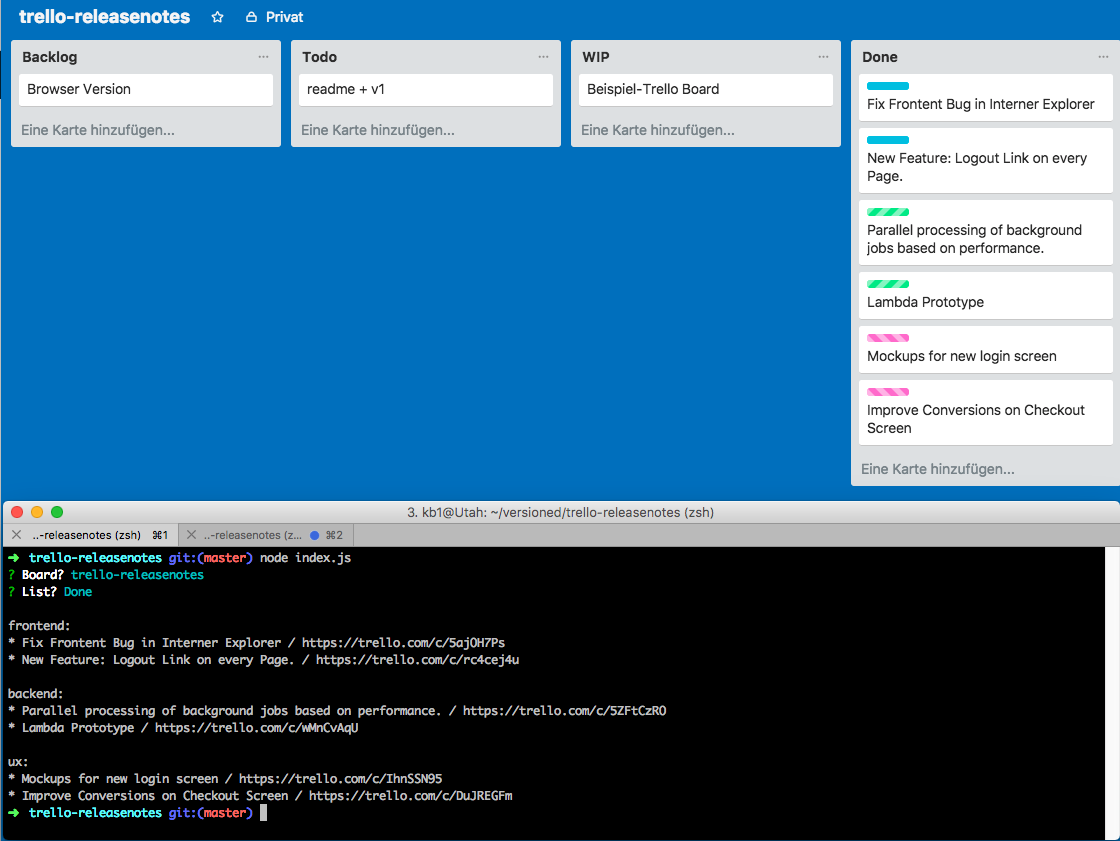 trello-releasenotes Privat
Backlog ...
Browser Version
Eine Karte hinzufügen...
Todo ...
readme + v1
Eine Karte hinzufügen...
WIP ...
Beispiel-Trello Board
Eine Karte hinzufügen...
Done ...
Fix Frontent Bug in Interner Explorer
New Feature: Logout Link on every
Page.
Parallel processing of background
jobs based on performance.
Lambda Prototype
Mockups for new login screen
Improve Conversions on Checkout
Screen
Eine Karte hinzufügen...
3. kb1@Utah: ~/versioned/trello-releasenotes (zsh)
..-releasenotes (zsh) ⌘1 ..-releasenotes (z... ⌘2
➜ trello-releasenotes git:(master) node index.js
? Board? trello-releasenotes
? List? Done
frontend:
* Fix Frontent Bug in Interner Explorer / https://trello.com/c/5ajOH7Ps
* New Feature: Logout Link on every Page. / https://trello.com/c/rc4cej4u
backend:
* Parallel processing of background jobs based on performance. / https://trello.com/c/5ZFtCzRO
* Lambda Prototype / https://trello.com/c/wMnCvAqU
ux:
* Mockups for new login screen / https://trello.com/c/IhnSSN95
* Improve Conversions on Checkout Screen / https://trello.com/c/DuJREGFm
➜ trello-releasenotes git:(master)